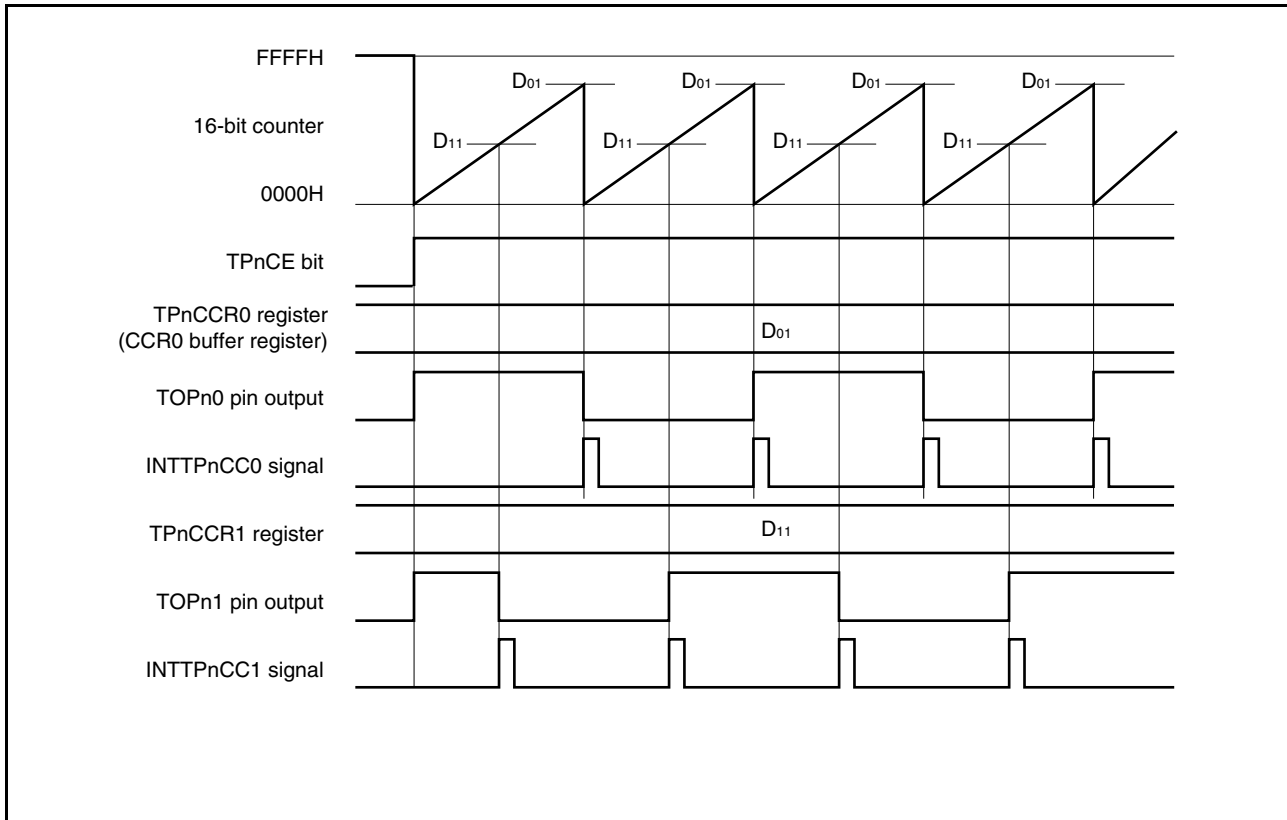 FFFFH
D01 D01 D01 D01
16-bit counter
D11 D11 D11 D11
0000H
TPnCE bit
TPnCCR0 register
(CCR0 buffer register)
D01
TOPn0 pin output
INTTPnCC0 signal
TPnCCR1 register
D11
TOPn1 pin output
INTTPnCC1 signal